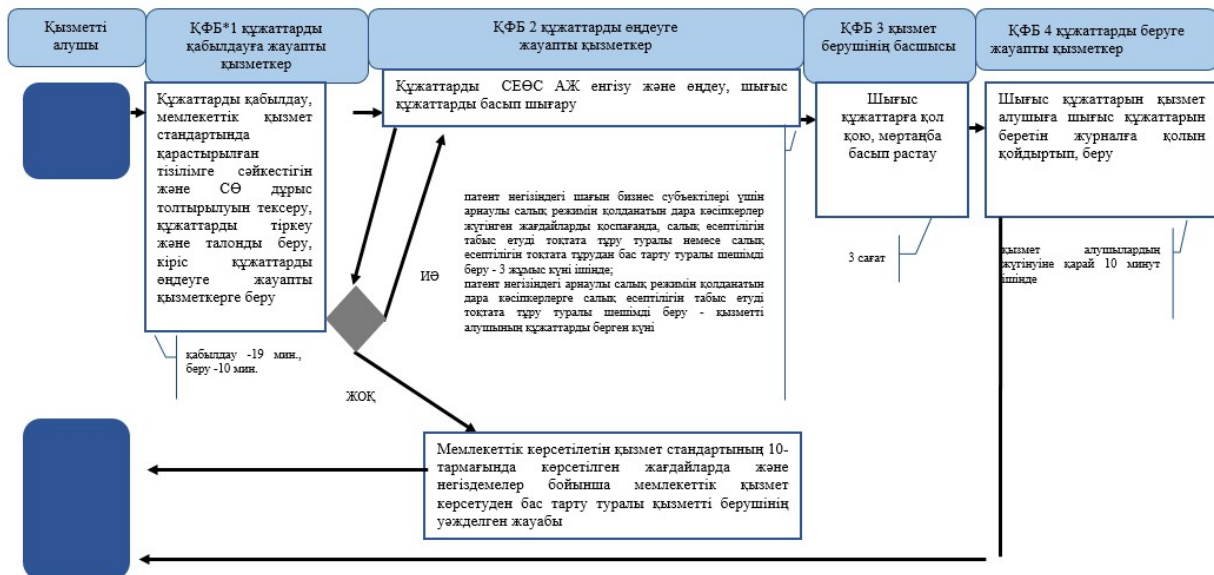 Қызметті
алушы
ҚФБ*1 құжаттарды
қабылдауға жауапты
қызметкер
ҚФБ 2 құжаттарды өңдеуге
жауапты қызметкер
ҚФБ 3 қызмет
берушінің басшысы
ҚФБ 4 құжаттарды беруге
жауапты қызметкер
Құжаттарды қабылдау,
мемлекеттік қызмет
стандартында
қарастырылған
тізілімге сәйкестігін
және СӨ дұрыс
толтырылуын тексеру,
құжаттарды тіркеу
және талонды беру,
кіріс құжаттарды
өңдеуге жауапты
қызметкерге беру
қабылдау -19 мин.,
беру -10 мин.
Құжаттарды СЕӨС АЖ енгізу және өңдеу, шығыс
құжаттарды басып шығару
ИӘ
ЖОҚ
патент негізіндегі шағын бизнес субъектілері үшін
арнаулы салық режимін қолданатын дара кәсіпкерлер
жүгінген жағдайларды қоспағанда, салық есептілігін
табыс етуді тоқтата тұру туралы немесе салық
есептілігін тоқтата тұрудан бас тарту туралы шешімді
беру - 3 жұмыс күні ішінде;
патент негізіндегі арнаулы салық режимін қолданатын
дара кәсіпкерлерге салық есептілігін табыс етуді
тоқтата тұру туралы шешімді беру - қызметті
алушының құжаттарды берген күні
Шығыс
құжаттарға қол
қою, мөртаңба
басып растау
3 сағат
Шығыс құжаттарын қызмет
алушыға шығыс құжаттарын
беретін журналға қолын
қойдыртып, беру
қызмет алушылардың
жүгінуіне қарай 10 минут
ішінде
Мемлекеттік көрсетілетін қызмет стандартының 10-
тармағында көрсетілген жағдайларда және
негіздемелер бойынша мемлекеттік қызмет
көрсетуден бас тарту туралы қызметті берушінің
уәжделген жауабы